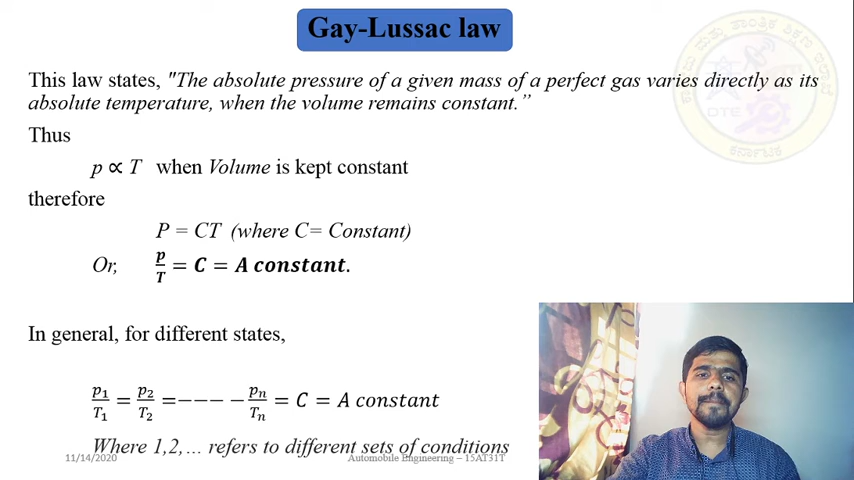 Gay-Lussac law
This law states, "The absolute pressure of a given mass of a perfect gas varies directly as its
absolute temperature, when the volume remains constant.”
Thus
p ∝ T when Volume is kept constant
therefore
P = CT (where C= Constant)
Or, p/T = C = A constant.
In general, for different states,
p₁/T₁ = p₂/T₂ =−−− − pₙ/Tₙ = C = A constant
Where 1,2,… refers to different sets of conditions
11/14/2020
Automobile Engineering – 15AT31T
DTE
ಕರ್ನಾಟಕ